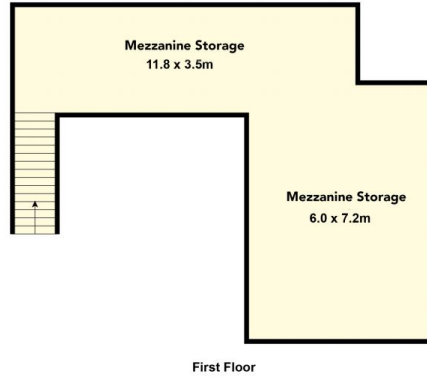 Mezzanine Storage
11.8 x 3.5m
Mezzanine Storage
6.0 x 7.2m
First Floor